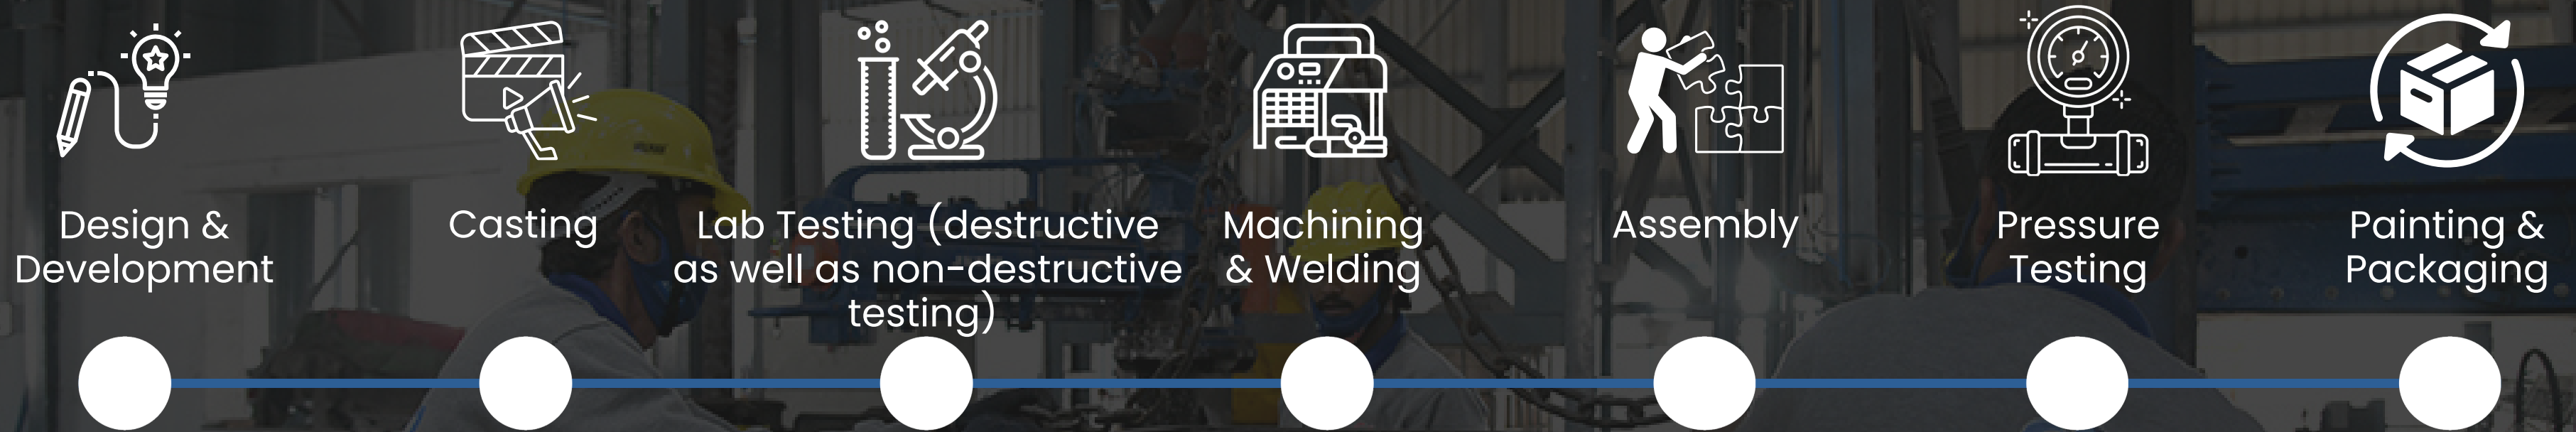 Design &
Development
Casting
Lab Testing (destructive
as well as non-destructive
testing)
Machining
& Welding
Assembly
Pressure
Testing
Painting &
Packaging